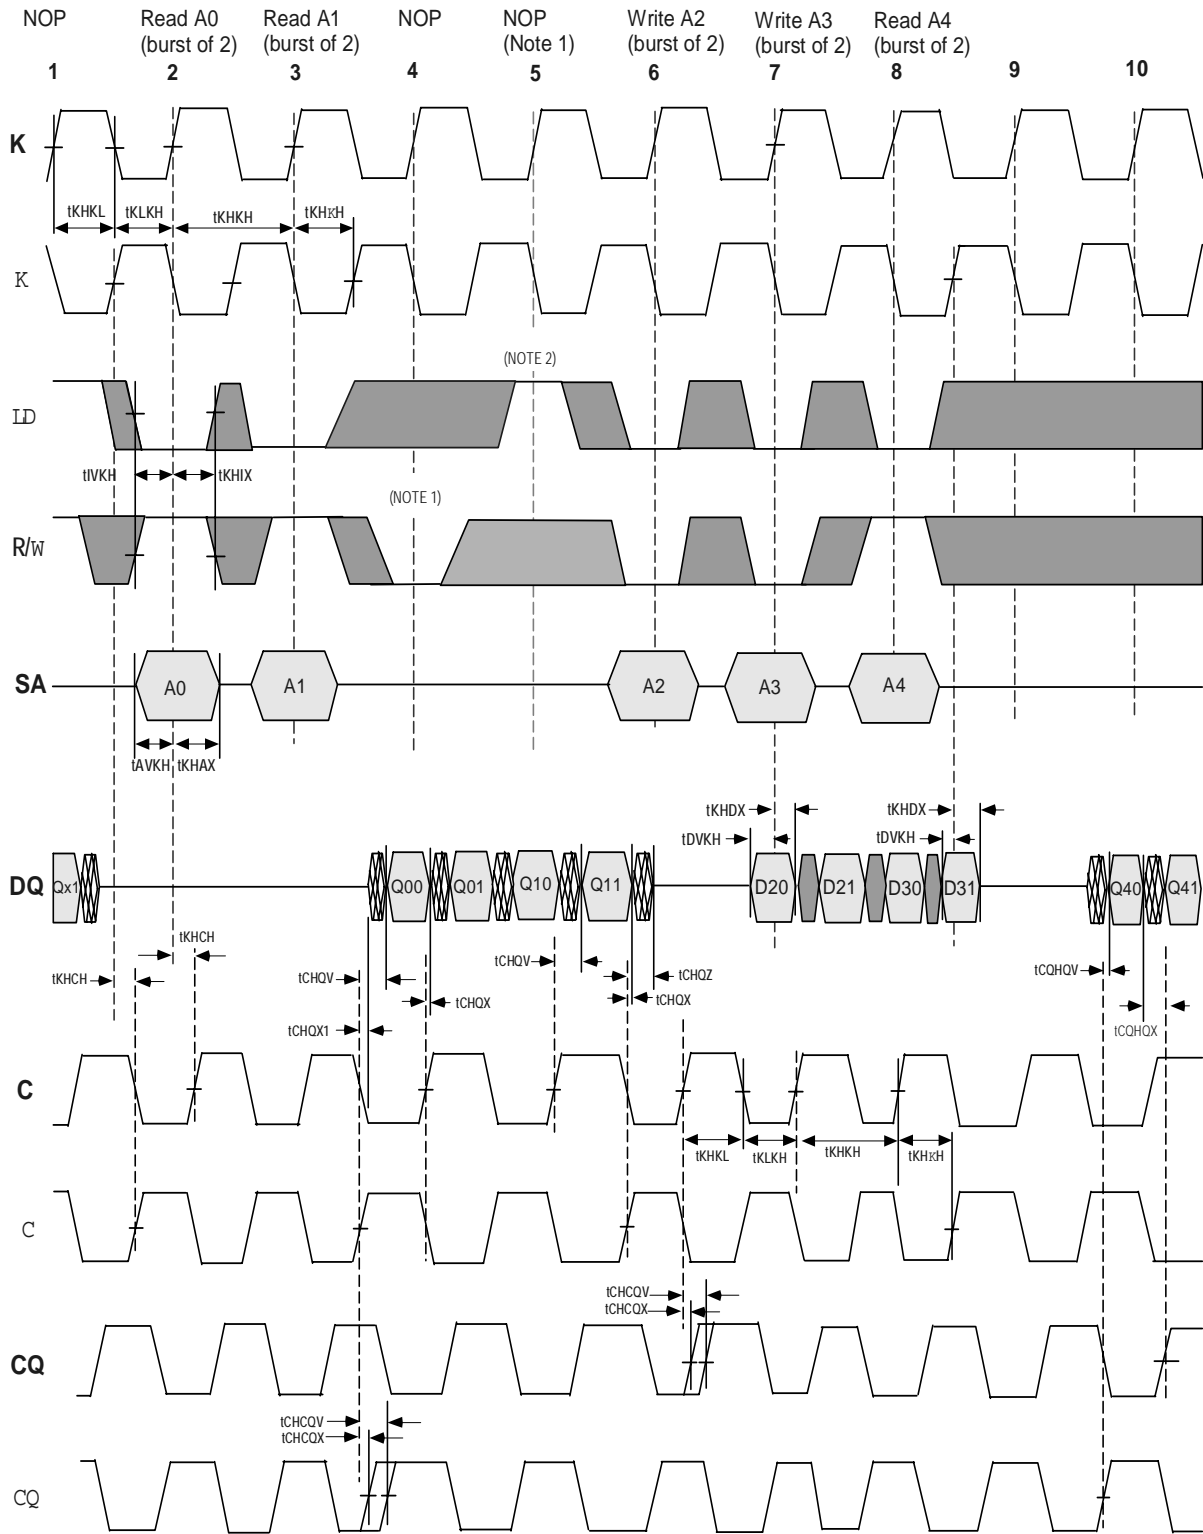 NOP
Read A0
(burst of 2)
Read A1
(burst of 2)
NOP
NOP
(Note 1)
Write A2
(burst of 2)
Write A3
(burst of 2)
Read A4
(burst of 2)
1 2 3 4 5 6 7 8 9 10
K
tKHKL tKLKH tKHKH tKHKH
K
(NOTE 2)
LD
tIVKH tKHIX
(NOTE 1)
R/W
SA A0 A1 A2 A3 A4
tAVKH tKHAX
tKHDX tKHDX
tDVKH tDVKH
DQ Qx1 Q00 Q01 Q10 Q11 D20 D21 D30 D31 Q40 Q41
tKHCH
tKHCH tCHQV tCHQV tCHQZ tCQHQV
tCHQX tCHQX
tCHQX1 tCQHQX
C
tKHKL tKLKH tKHKH tKHKH
C
tCHCQV
tCHCQX
CQ
tCHCQV
tCHCQX
CQ